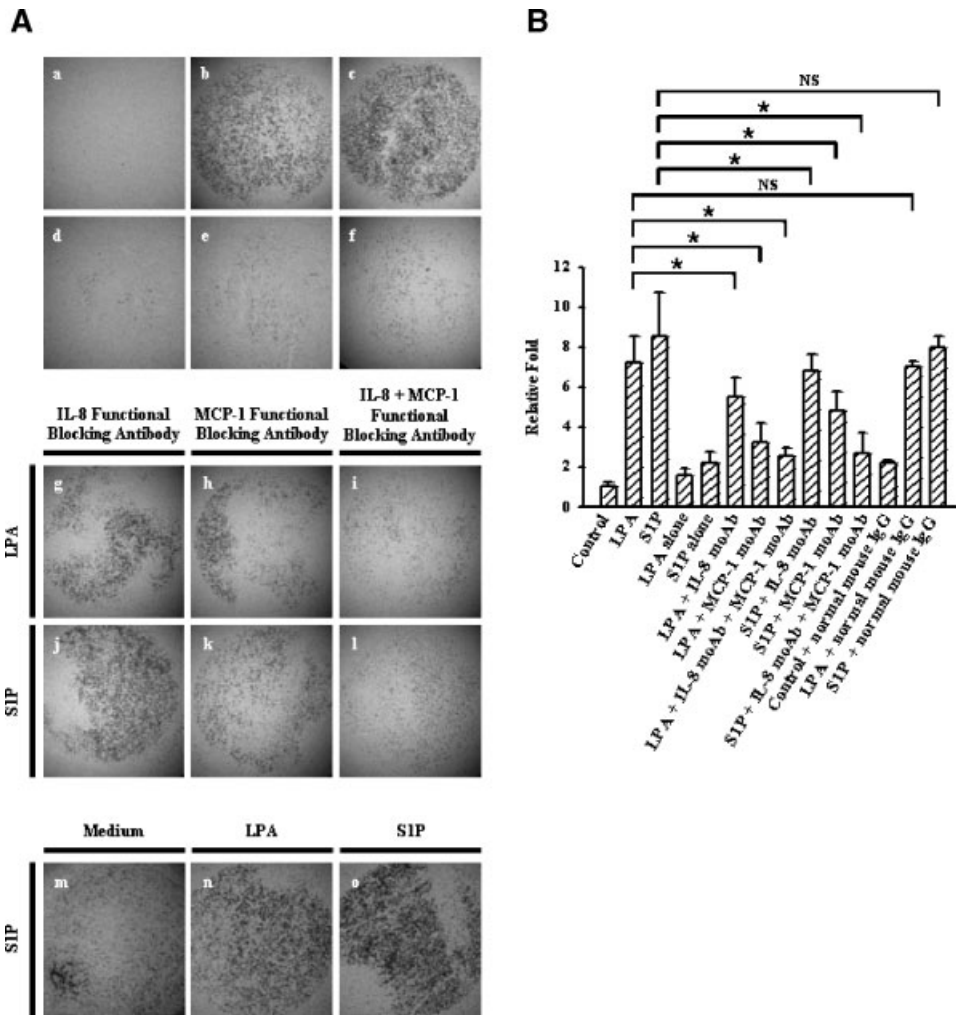 A
B
a
b
c
d
e
f
IL-8 Functional
Blocking Antibody
MCP-1 Functional
Blocking Antibody
IL-8 + MCP-1
Functional
Blocking Antibody
LPA
g
h
i
S1P
j
k
l
Medium
LPA
S1P
S1P
m
n
o
NS
*
*
*
NS
*
*
*
Relative Fold
12
10
8
6
4
2
0
Control
LPA
S1P
LPA alone
S1P alone
LPA + IL-8 moAb
LPA + MCP-1 moAb
LPA + IL-8 moAb + MCP-1 moAb
S1P + IL-8 moAb
S1P + MCP-1 moAb
S1P + IL-8 moAb + MCP-1 moAb
Control + normal mouse IgG
LPA + normal mouse IgG
S1P + normal mouse IgG